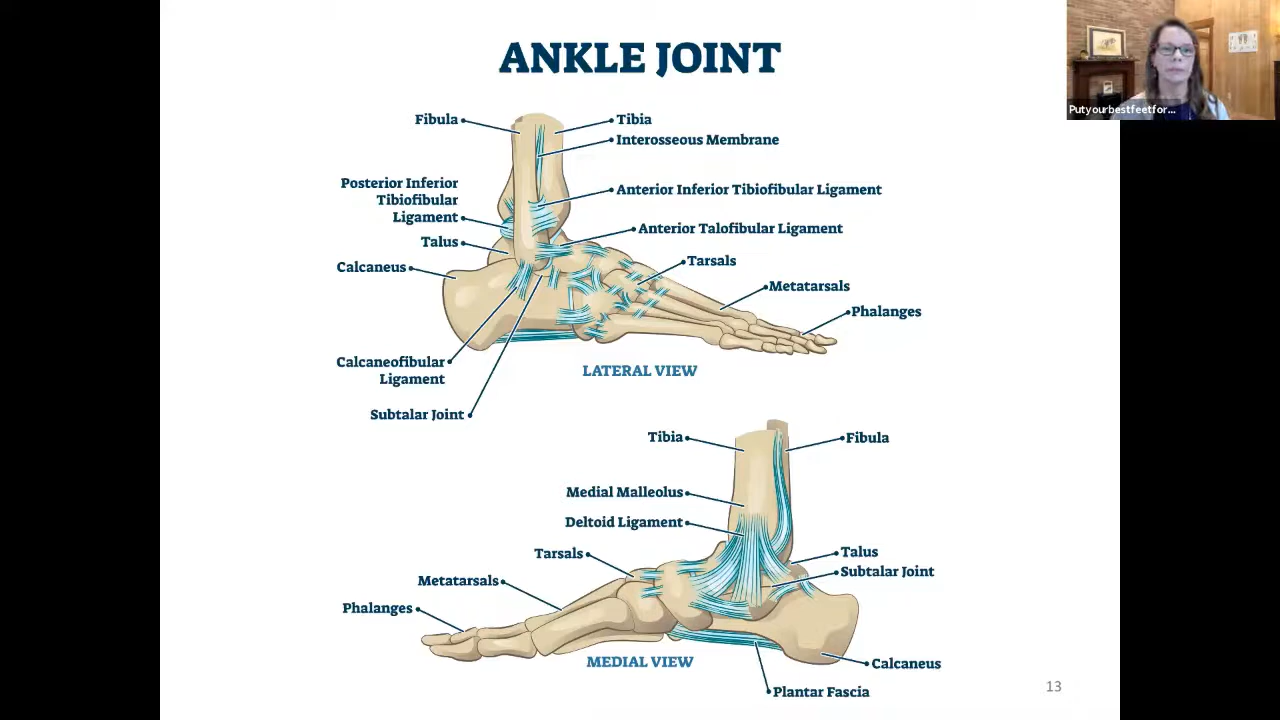 ANKLE JOINT
Putyourbestfeetfor...
Fibula
Tibia
Interosseous Membrane
Posterior Inferior
Tibiofibular
Ligament
Anterior Inferior Tibiofibular Ligament
Anterior Talofibular Ligament
Talus
Calcaneus
Tarsals
Metatarsals
Phalanges
Calcaneofibular
Ligament
Subtalar Joint
LATERAL VIEW
Tibia
Fibula
Medial Malleolus
Deltoid Ligament
Tarsals
Metatarsals
Phalanges
Talus
Subtalar Joint
MEDIAL VIEW
Calcaneus
Plantar Fascia
13